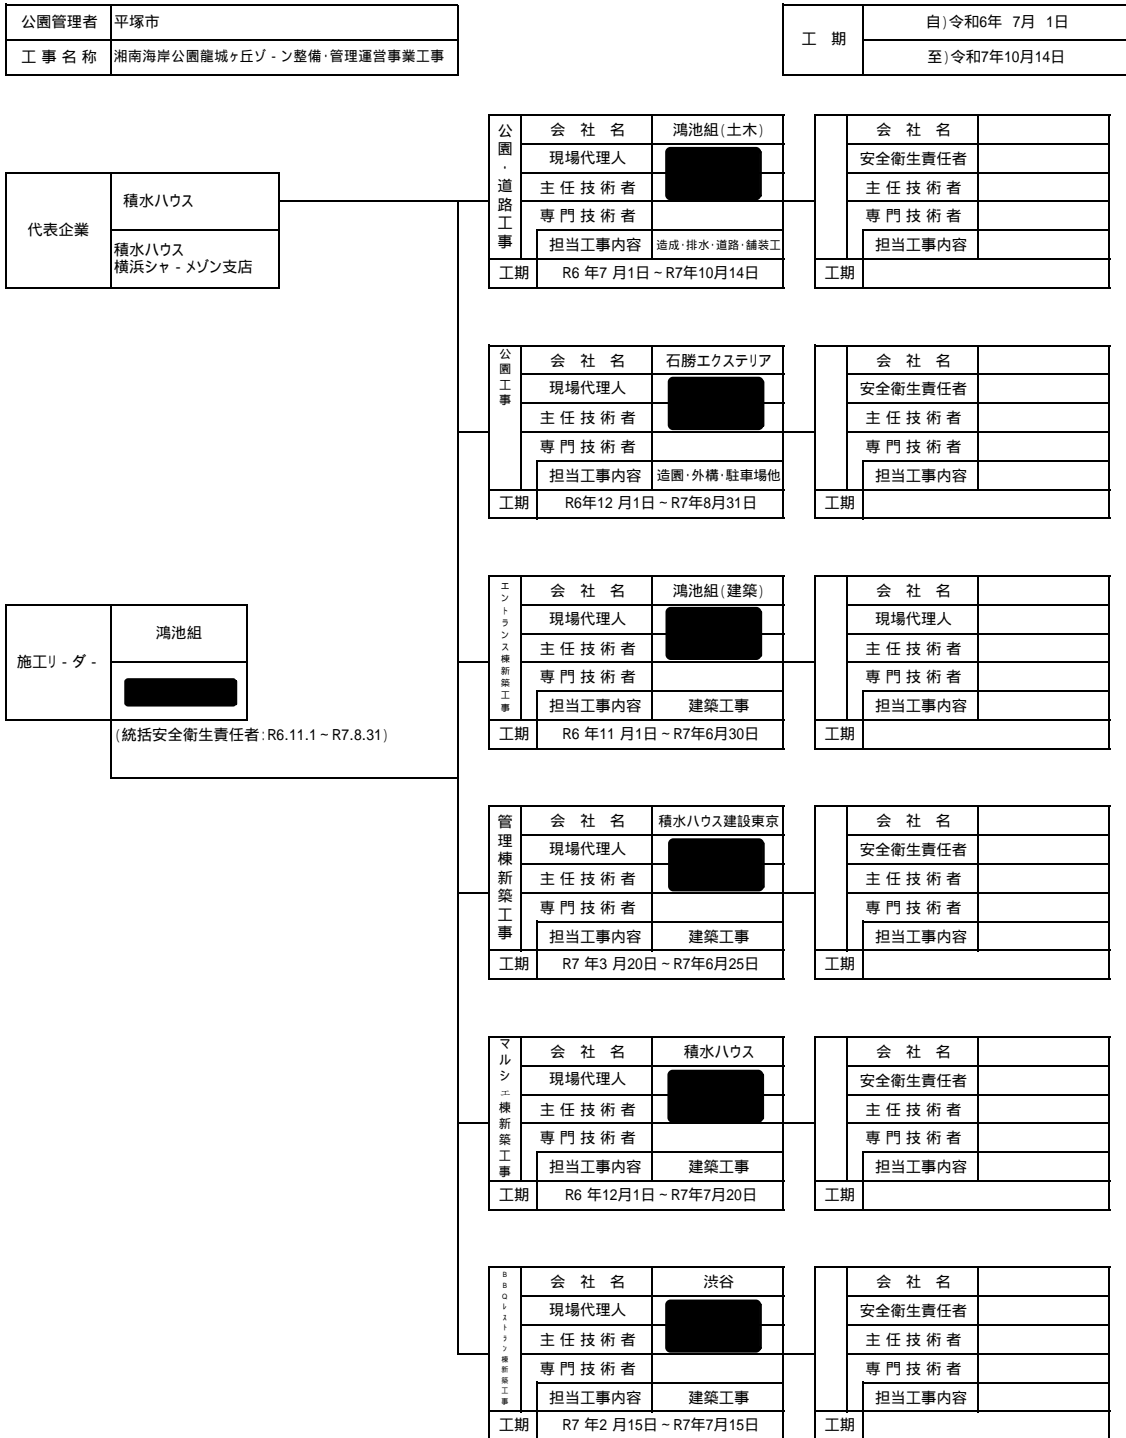 公園管理者 平塚市
工事名称 湘南海岸公園龍城ヶ丘ゾ-ン整備・管理運営事業工事
工 期
自)令和6年 7月 1日
至)令和7年10月14日
代表企業
積水ハウス
積水ハウス
横浜シャ-メゾン支店
施工リ-ダ-
鴻池組
(統括安全衛生責任者:R6.11.1~R7.8.31)
公園・道路工事
会 社 名 鴻池組(土木)
現場代理人
主任技術者
専門技術者
担当工事内容 造成・排水・道路・舗装工
工期 R6 年7 月1日~R7年10月14日
会 社 名
安全衛生責任者
主任技術者
専門技術者
担当工事内容
工期
公園工事
会 社 名 石勝エクステリア
現場代理人
主任技術者
専門技術者
担当工事内容 造園・外構・駐車場他
工期 R6年12 月1日~R7年8月31日
会 社 名
安全衛生責任者
主任技術者
専門技術者
担当工事内容
工期
エントランス棟新築工事
会 社 名 鴻池組(建築)
現場代理人
主任技術者
専門技術者
担当工事内容 建築工事
工期 R6 年11 月1日~R7年6月30日
会 社 名
現場代理人
主任技術者
専門技術者
担当工事内容
工期
管理棟新築工事
会 社 名 積水ハウス建設東京
現場代理人
主任技術者
専門技術者
担当工事内容 建築工事
工期 R7 年3 月20日~R7年6月25日
会 社 名
安全衛生責任者
主任技術者
専門技術者
担当工事内容
工期
マルシェ棟新築工事
会 社 名 積水ハウス
現場代理人
主任技術者
専門技術者
担当工事内容 建築工事
工期 R6 年12月1日~R7年7月20日
会 社 名
安全衛生責任者
主任技術者
専門技術者
担当工事内容
工期
BBQレストラン棟新築工事
会 社 名 渋谷
現場代理人
主任技術者
専門技術者
担当工事内容 建築工事
工期 R7 年2 月15日~R7年7月15日
会 社 名
安全衛生責任者
主任技術者
専門技術者
担当工事内容
工期